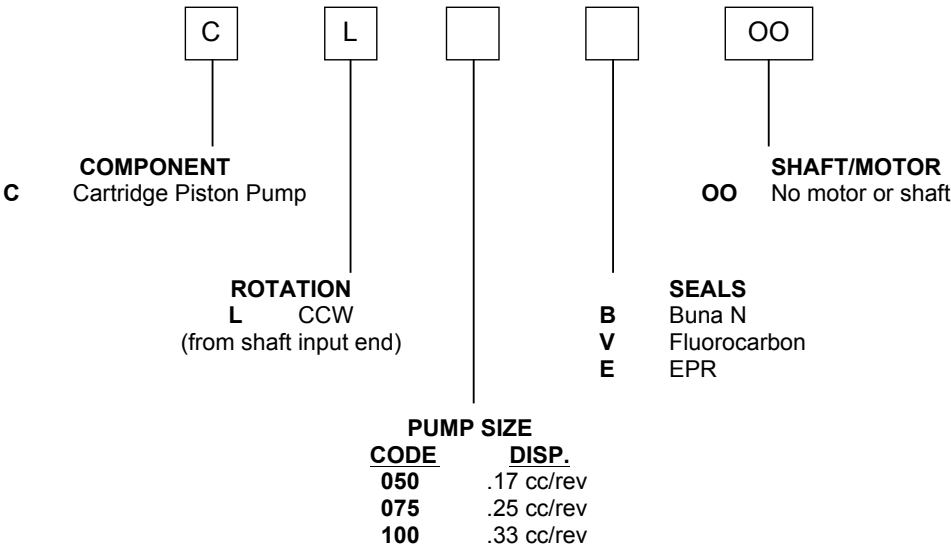 C L OO
COMPONENT
C Cartridge Piston Pump
SHAFT/MOTOR
OO No motor or shaft
ROTATION
L CCW
(from shaft input end)
SEALS
B Buna N
V Fluorocarbon
E EPR
PUMP SIZE
CODE DISP.
050 .17 cc/rev
075 .25 cc/rev
100 .33 cc/rev